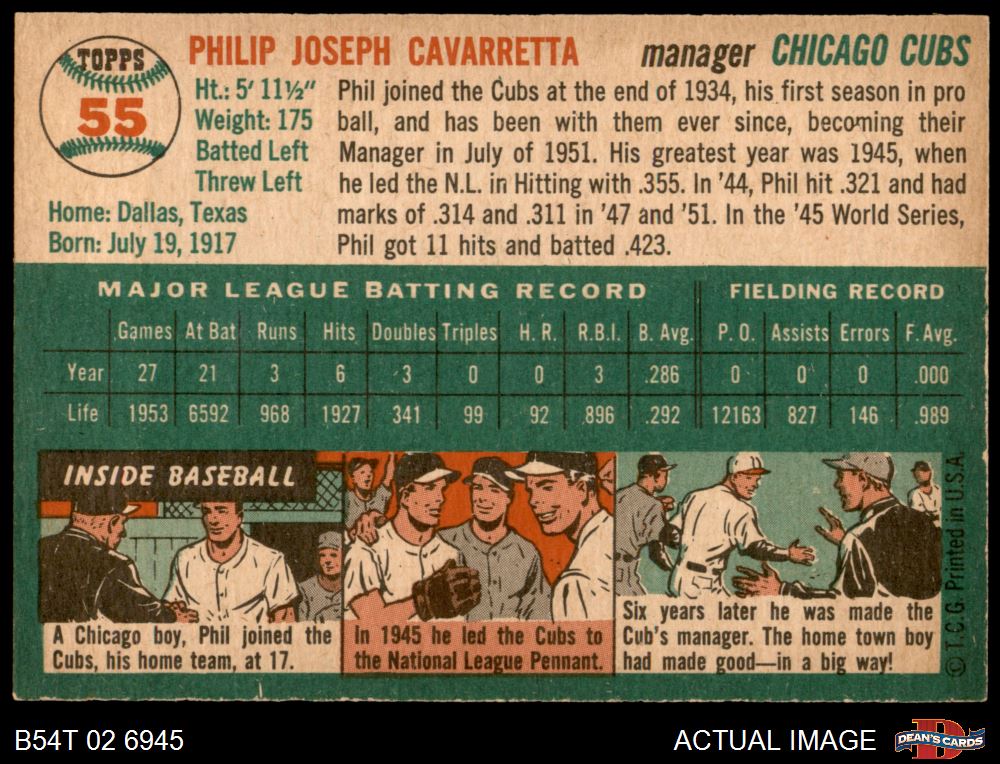 TOPPS
55
PHILIP JOSEPH CAVARRETTA
manager CHICAGO CUBS
Ht.: 5' 11½"
Weight: 175
Batted Left
Threw Left
Home: Dallas, Texas
Born: July 19, 1917
Phil joined the Cubs at the end of 1934, his first season in pro
ball, and has been with them ever since, becoming their
Manager in July of 1951. His greatest year was 1945, when
he led the N.L. in Hitting with .355. In '44, Phil hit .321 and had
marks of .314 and .311 in '47 and '51. In the '45 World Series,
Phil got 11 hits and batted .423.
MAJOR LEAGUE BATTING RECORD FIELDING RECORD
Games At Bat Runs Hits Doubles Triples H. R. R.B.I. B. Avg. P. O. Assists Errors F. Avg.
Year 27 21 3 6 3 0 0 3 .286 0 0 0 .000
Life 1953 6592 968 1927 341 99 92 896 .292 12163 827 146 .989
INSIDE BASEBALL
A Chicago boy, Phil joined the
Cubs, his home team, at 17.
In 1945 he led the Cubs to
the National League Pennant.
Six years later he was made the
Cub's manager. The home town boy
had made good—in a big way!
© T.C.G. Printed in U.S.A.
B54T 02 6945
ACTUAL IMAGE
DEAN'S CARDS